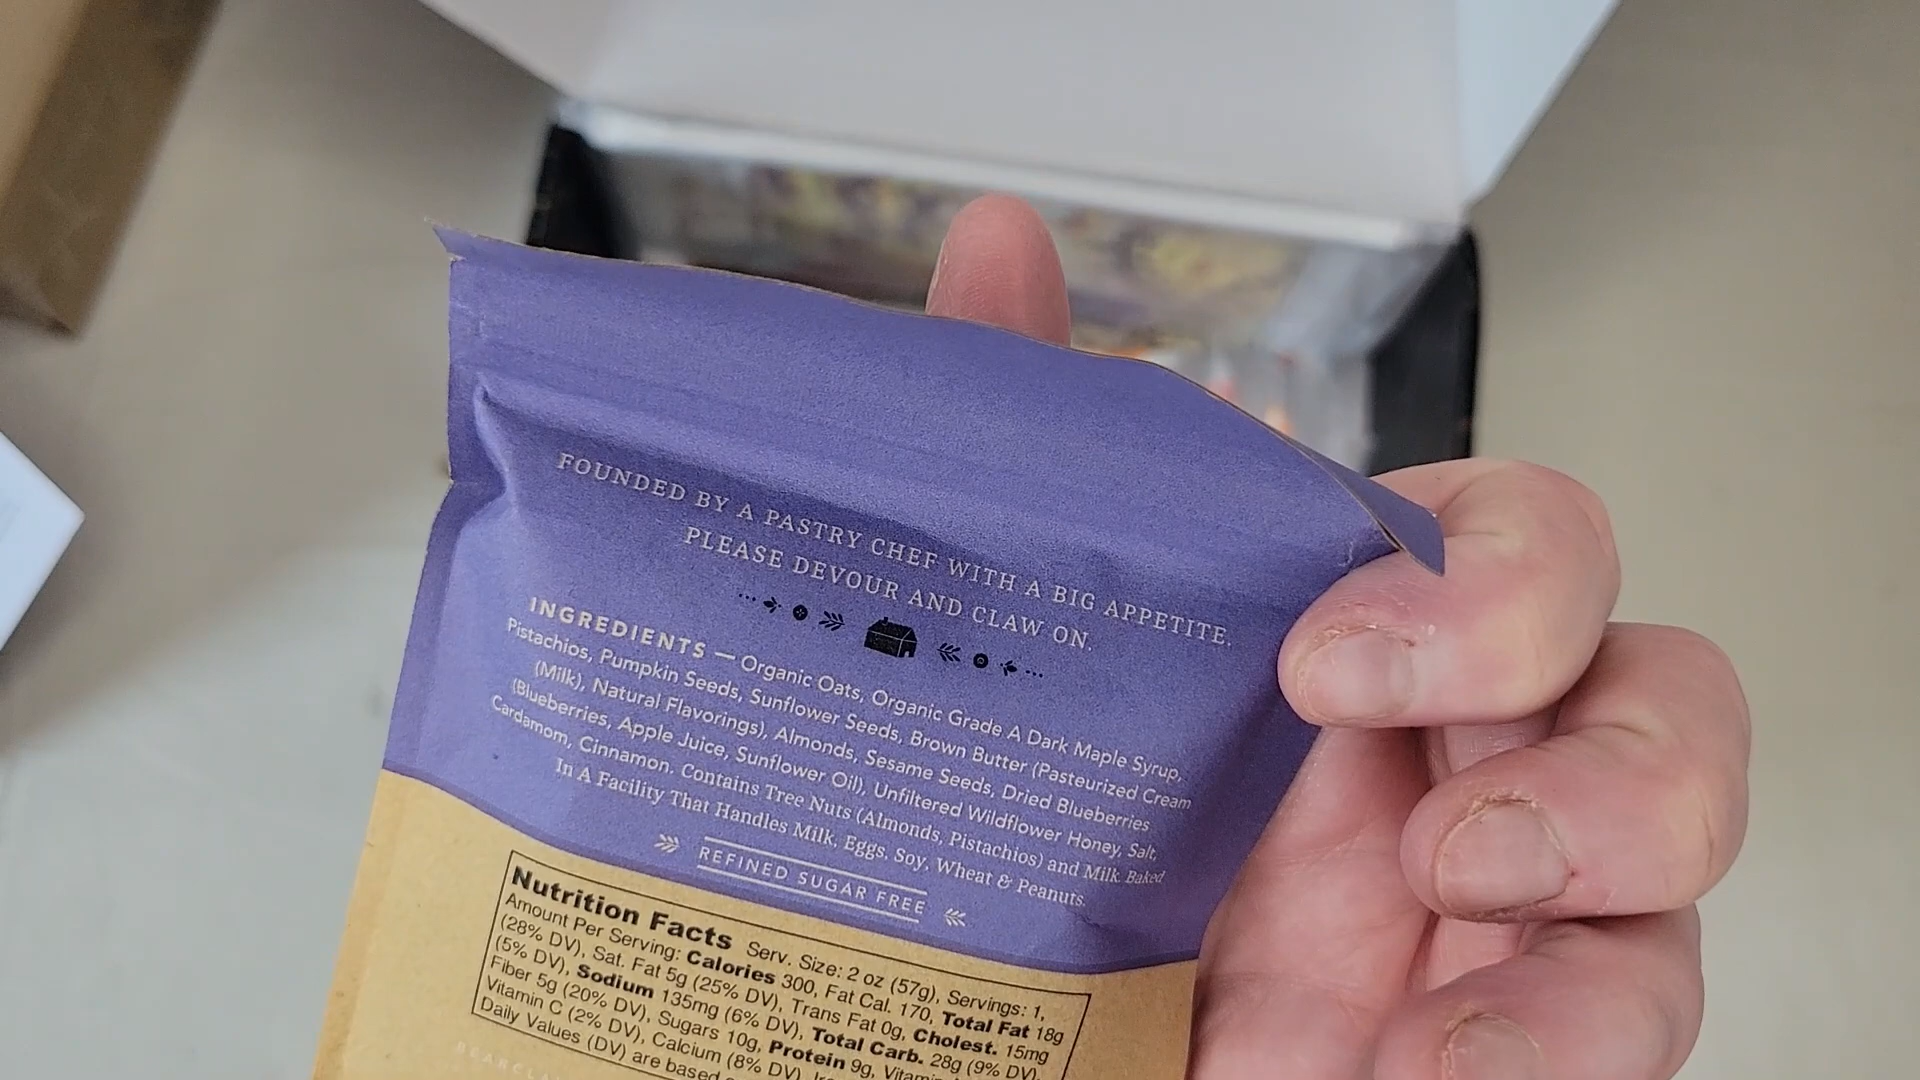 FOUNDED BY A PASTRY CHEF WITH A BIG APPETITE.
PLEASE DEVOUR AND CLAW ON.
INGREDIENTS — Organic Oats, Organic Grade A Dark Maple Syrup,
Pistachios, Pumpkin Seeds, Sunflower Seeds, Brown Butter (Pasteurized Cream
(Milk), Natural Flavorings), Almonds, Sesame Seeds, Dried Blueberries
(Blueberries, Apple Juice, Sunflower Oil), Unfiltered Wildflower Honey, Salt,
Cardamom, Cinnamon. Contains Tree Nuts (Almonds, Pistachios) and Milk. Baked
In A Facility That Handles Milk, Eggs, Soy, Wheat & Peanuts.
REFINED SUGAR FREE
Nutrition Facts Serv. Size: 2 oz (57g), Servings: 1,
Amount Per Serving: Calories 300, Fat Cal. 170, Total Fat 18g
(28% DV), Sat. Fat 5g (25% DV), Trans Fat 0g, Cholest. 15mg
(5% DV), Sodium 135mg (6% DV), Total Carb. 28g (9% DV),
Fiber 5g (20% DV), Sugars 10g, Protein 9g,
Vitamin C (2% DV), Calcium (8% DV),
Daily Values (DV) are based